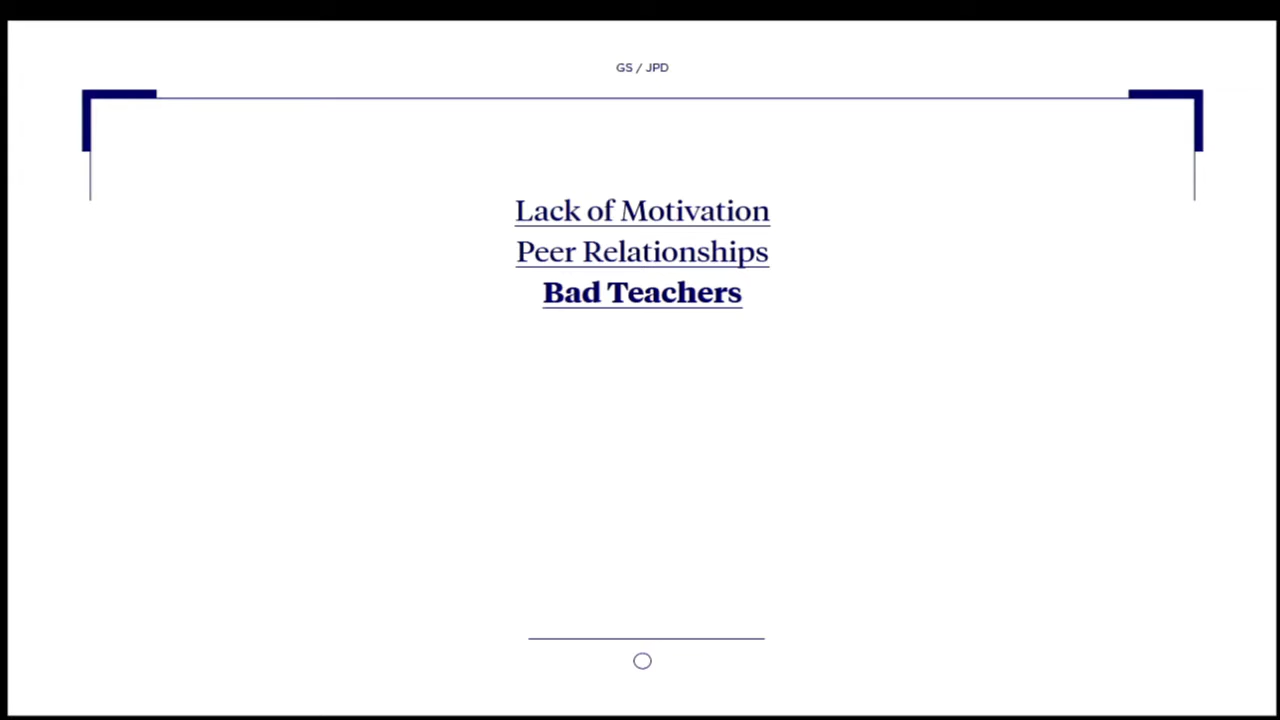 GS / JPD
Lack of Motivation
Peer Relationships
Bad Teachers